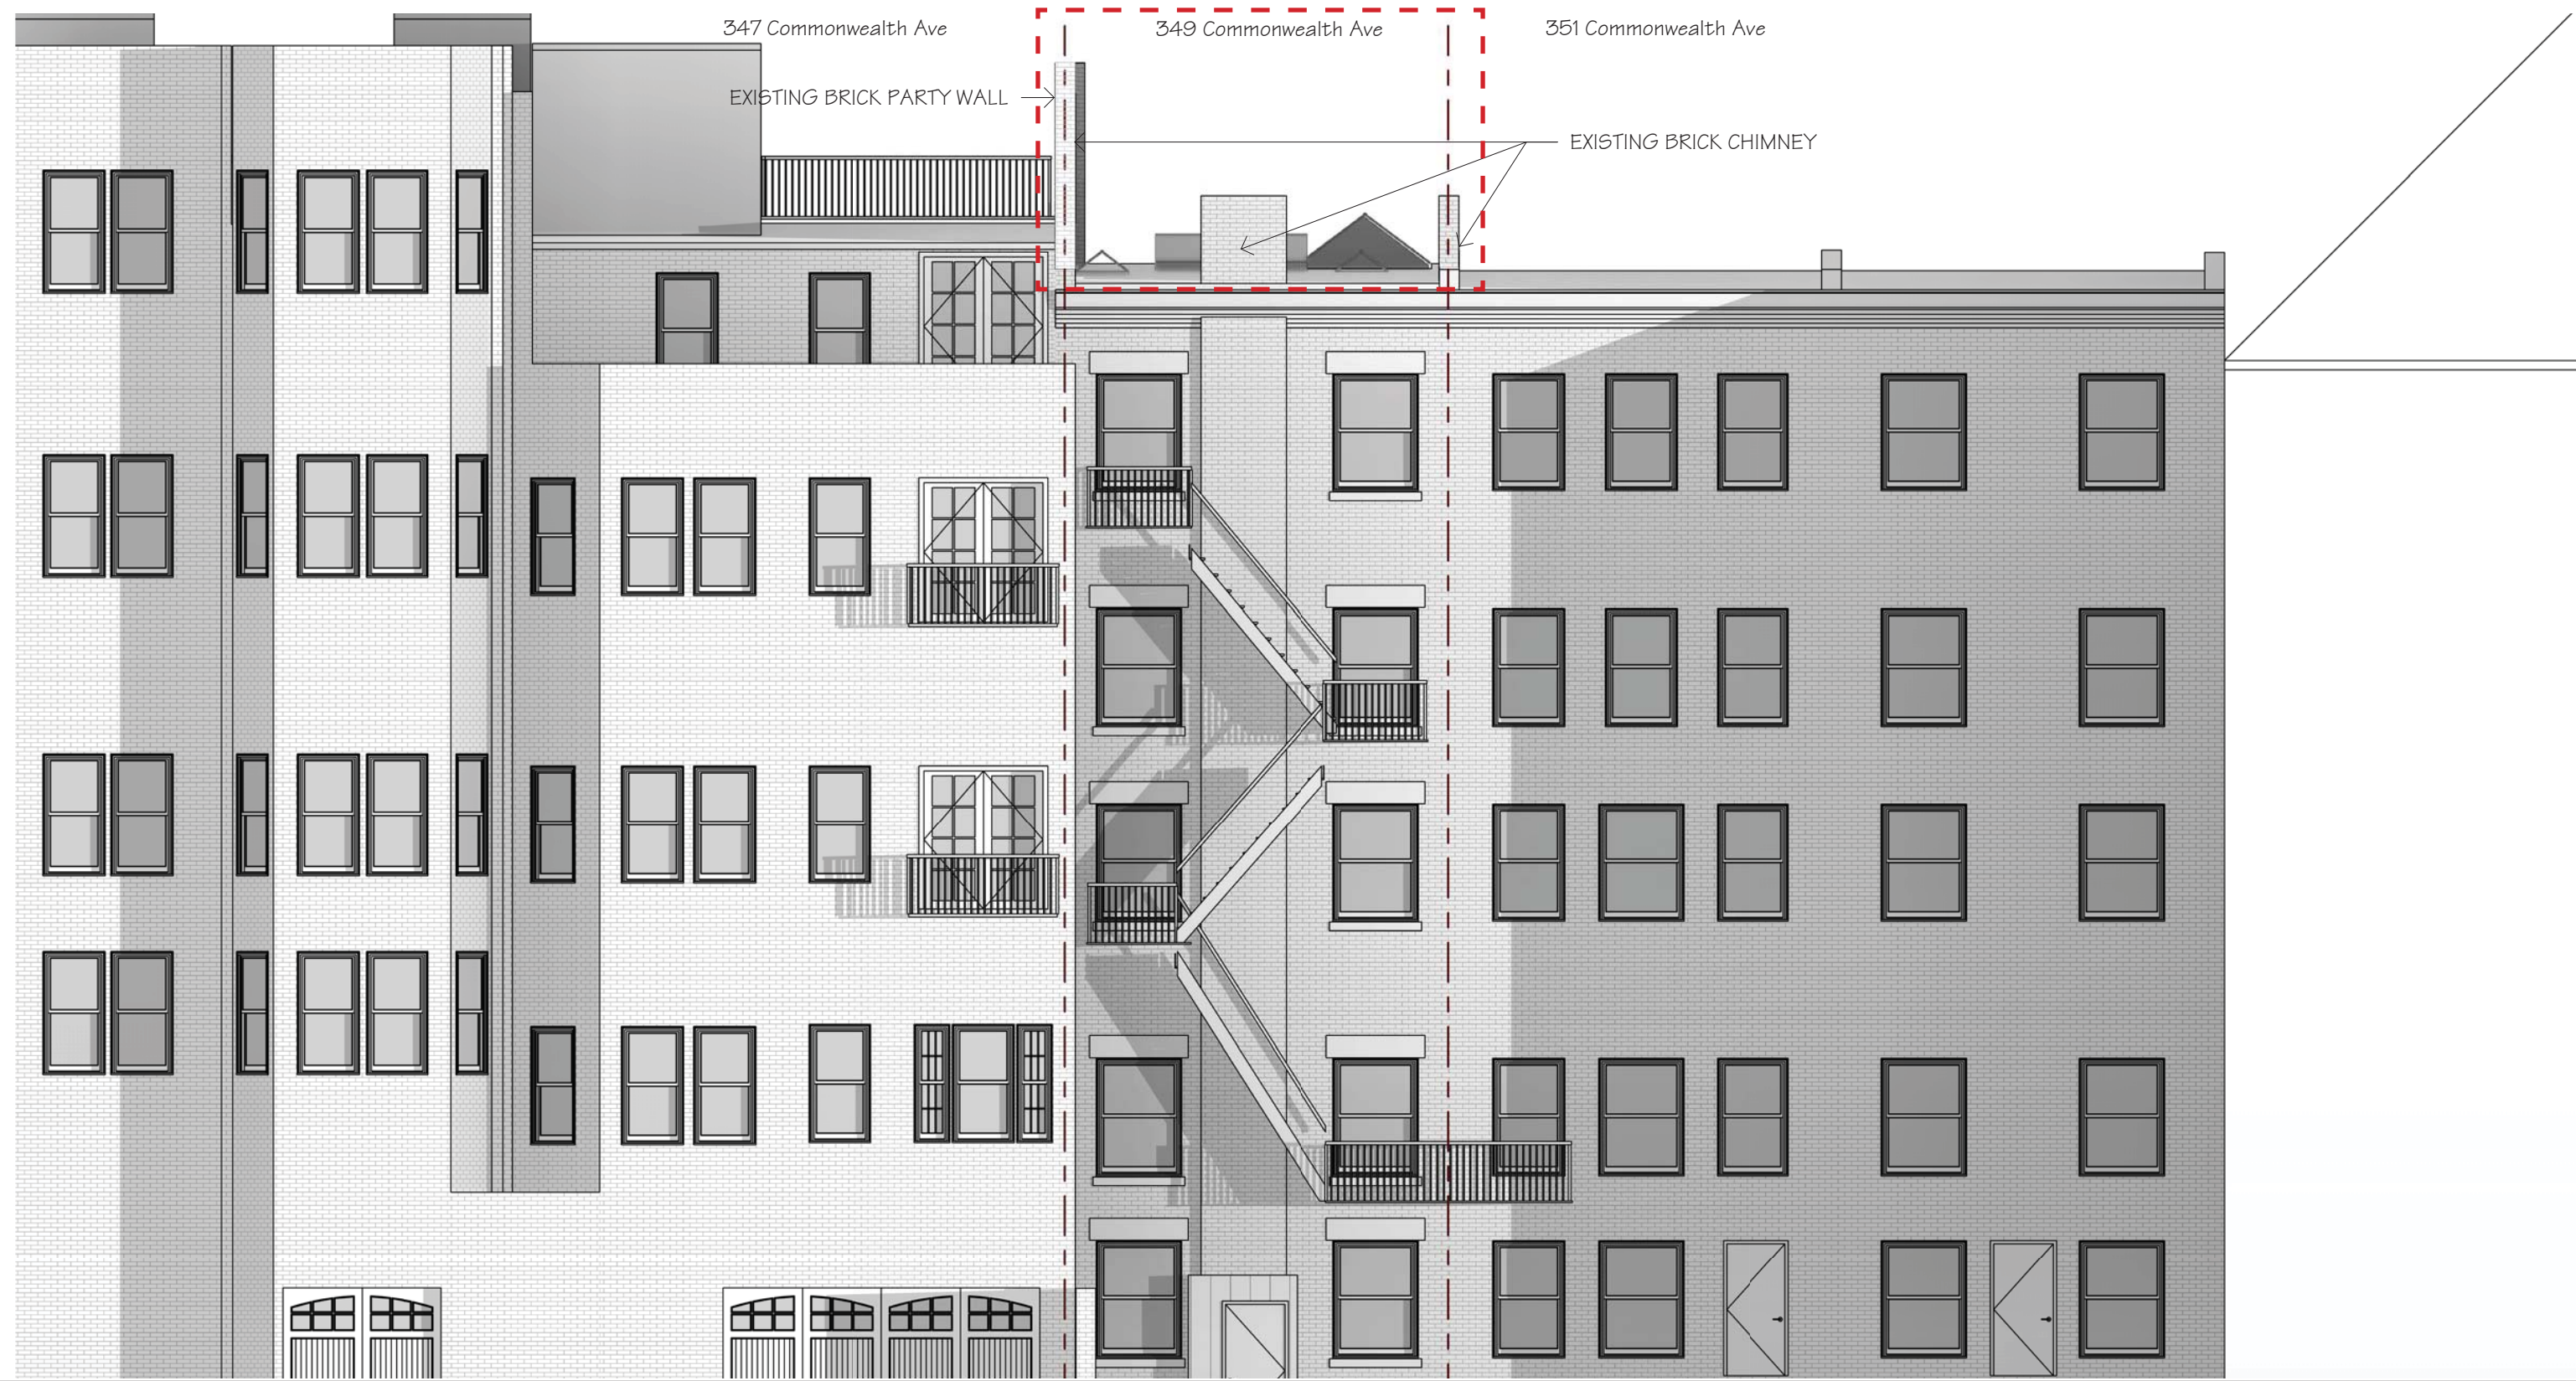 347 Commonwealth Ave
349 Commonwealth Ave
351 Commonwealth Ave
EXISTING BRICK PARTY WALL
EXISTING BRICK CHIMNEY